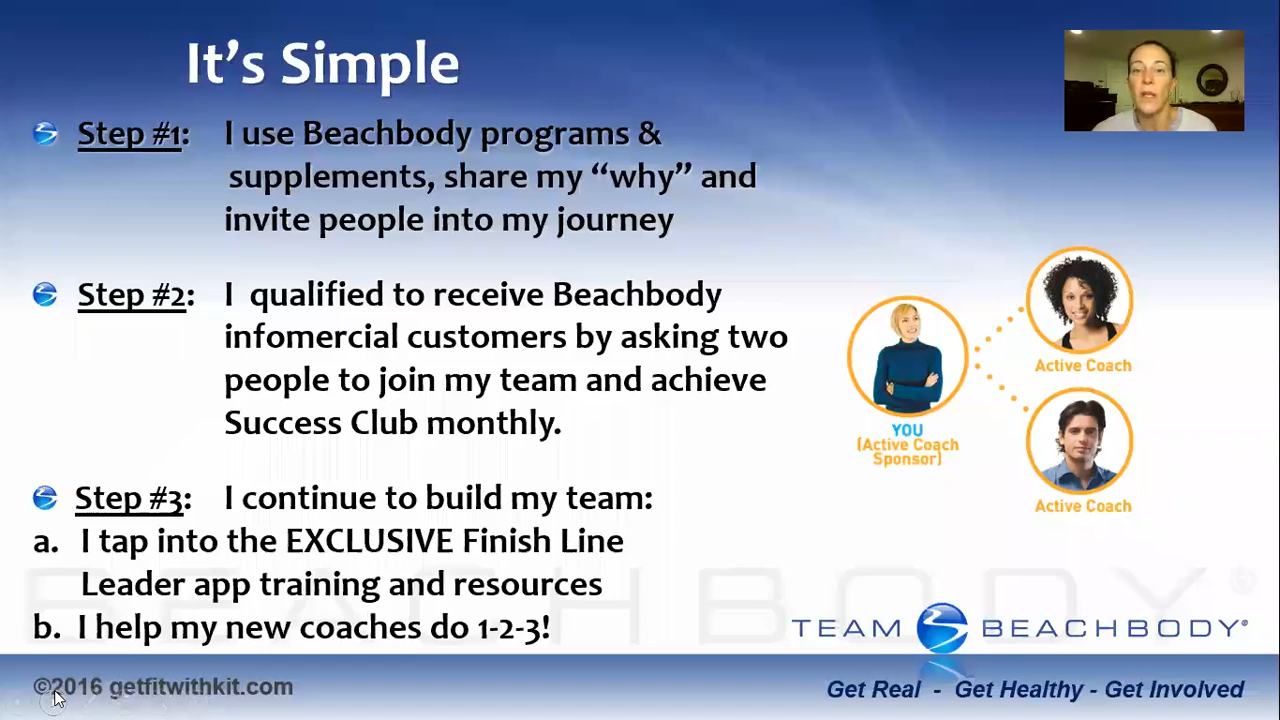 It's Simple
Step #1: I use Beachbody programs &
supplements, share my “why” and
invite people into my journey
Step #2: I qualified to receive Beachbody
infomercial customers by asking two
people to join my team and achieve
Success Club monthly.
Step #3: I continue to build my team:
a. I tap into the EXCLUSIVE Finish Line
Leader app training and resources
b. I help my new coaches do 1-2-3!
Active Coach
YOU
(Active Coach
Sponsor)
Active Coach
BEACHBODY®
TEAM BEACHBODY®
©2016 getfitwithkit.com
Get Real - Get Healthy - Get Involved